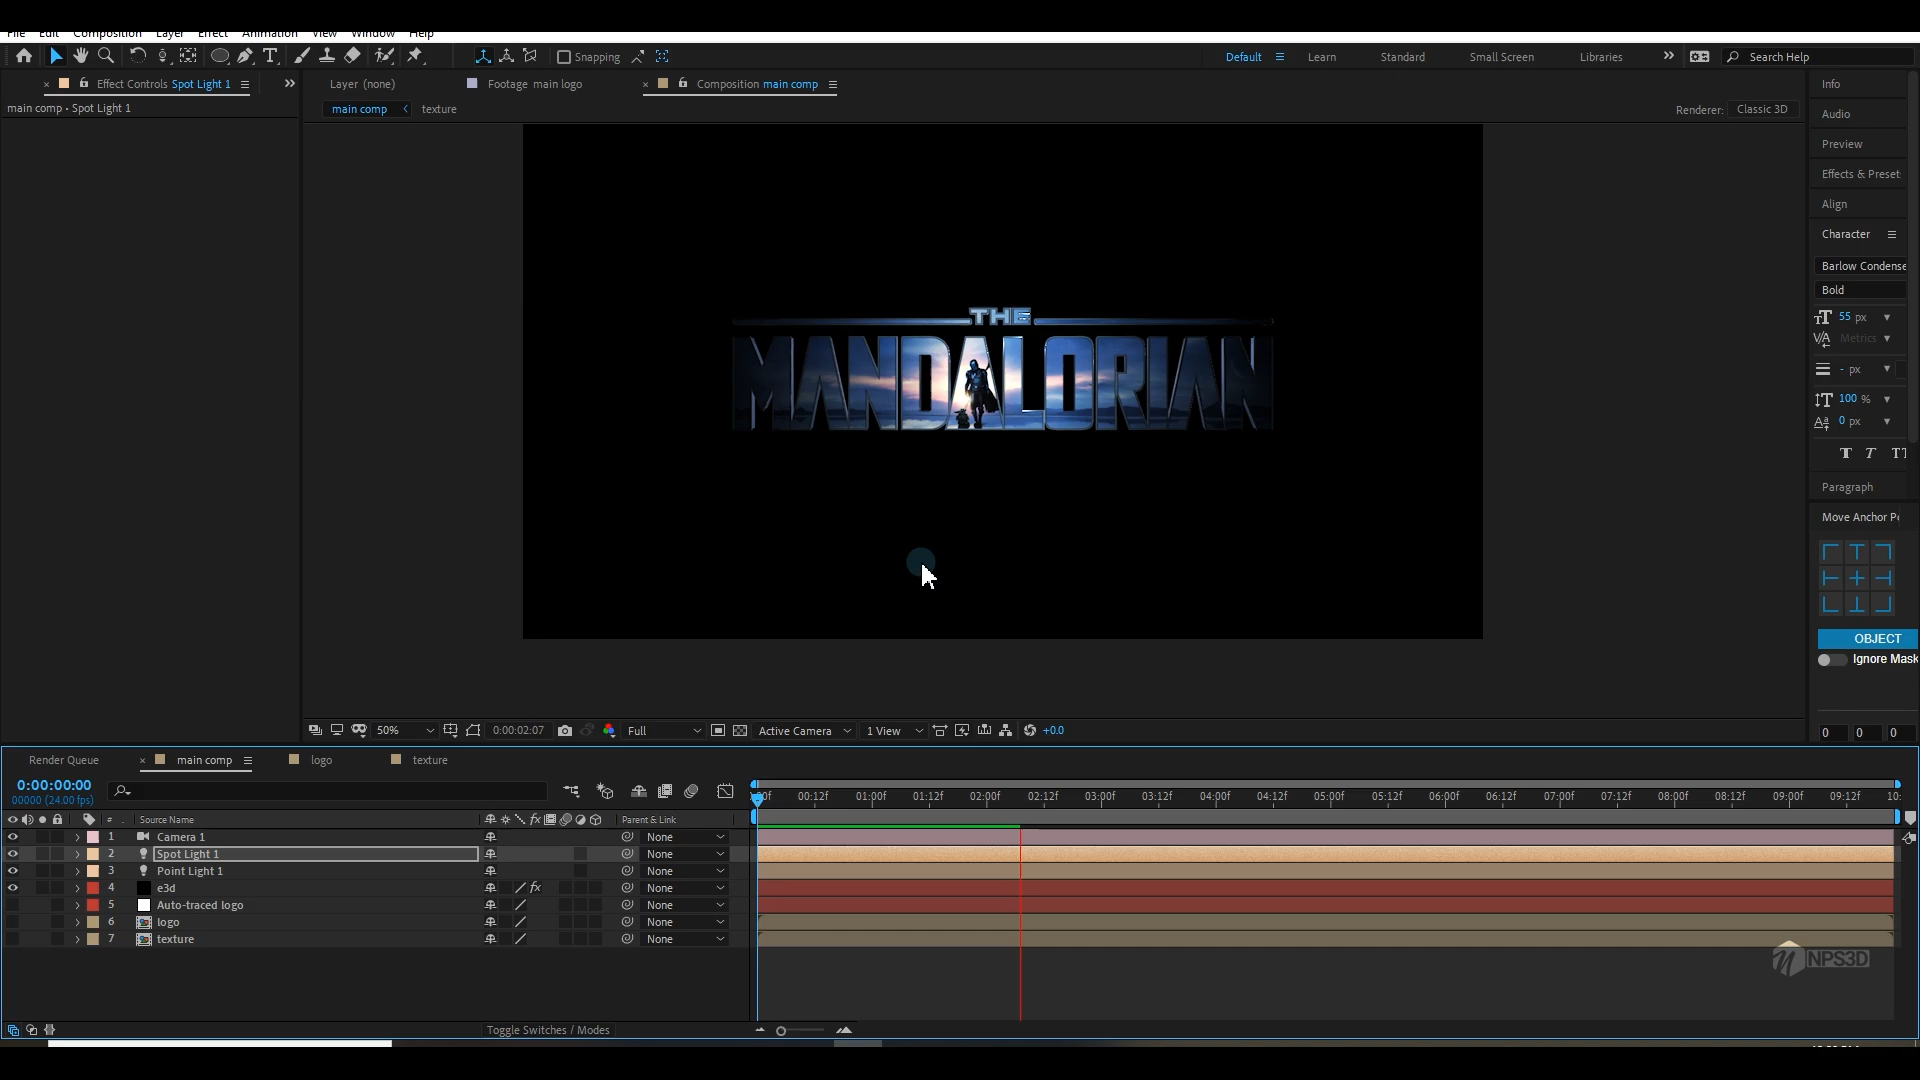 File Edit Composition Layer Effect Animation View Window Help
Snapping
Default Learn Standard Small Screen Libraries Search Help
Effect Controls Spot Light 1
Layer (none) Footage main logo Composition main comp
Info
main comp • Spot Light 1
main comp texture
Renderer: Classic 3D
Audio
Preview
Effects & Preset
Align
Character
Barlow Condense
Bold
55 px
Metrics
- px
100 %
0 px
T T TT
Paragraph
Move Anchor P
OBJECT
Ignore Mask
0 0 0
THE
MANDALORIAN
50% 0:00:02:07 Full Active Camera 1 View +0.0
Render Queue main comp logo texture
0:00:00:00
00000 (24.00 fps)
00:12f 01:00f 01:12f 02:00f 02:12f 03:00f 03:12f 04:00f 04:12f 05:00f 05:12f 06:00f 06:12f 07:00f 07:12f 08:00f 08:12f 09:00f 09:12f 10:
# Source Name fx Parent & Link
1 Camera 1 None
2 Spot Light 1 None
3 Point Light 1 None
4 e3d fx None
5 Auto-traced logo None
6 logo None
7 texture None
NPS3D
Toggle Switches / Modes